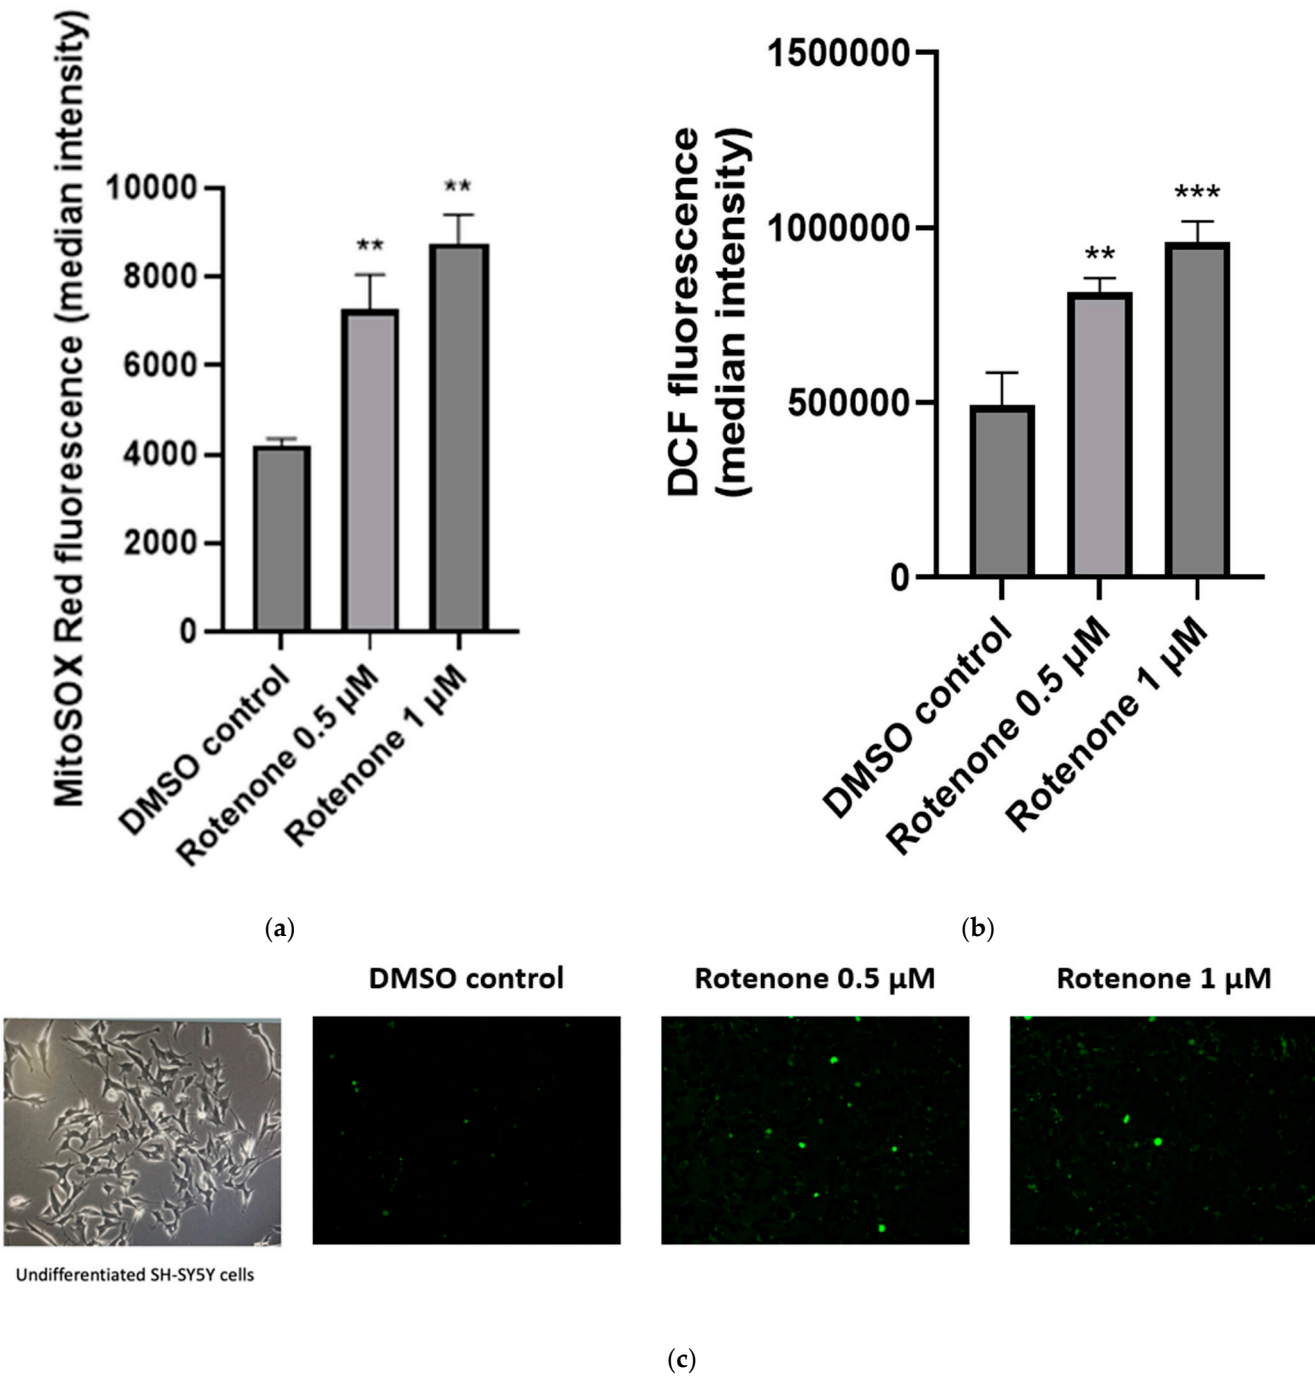 MitoSOX Red fluorescence (median intensity)
10000
8000
6000
4000
2000
0
**
**
DMSO control
Rotenone 0.5 µM
Rotenone 1 µM
(a)
DCF fluorescence
(median intensity)
1500000
1000000
500000
0
**
***
DMSO control
Rotenone 0.5 µM
Rotenone 1 µM
(b)
DMSO control
Rotenone 0.5 µM
Rotenone 1 µM
Undifferentiated SH-SY5Y cells
(c)